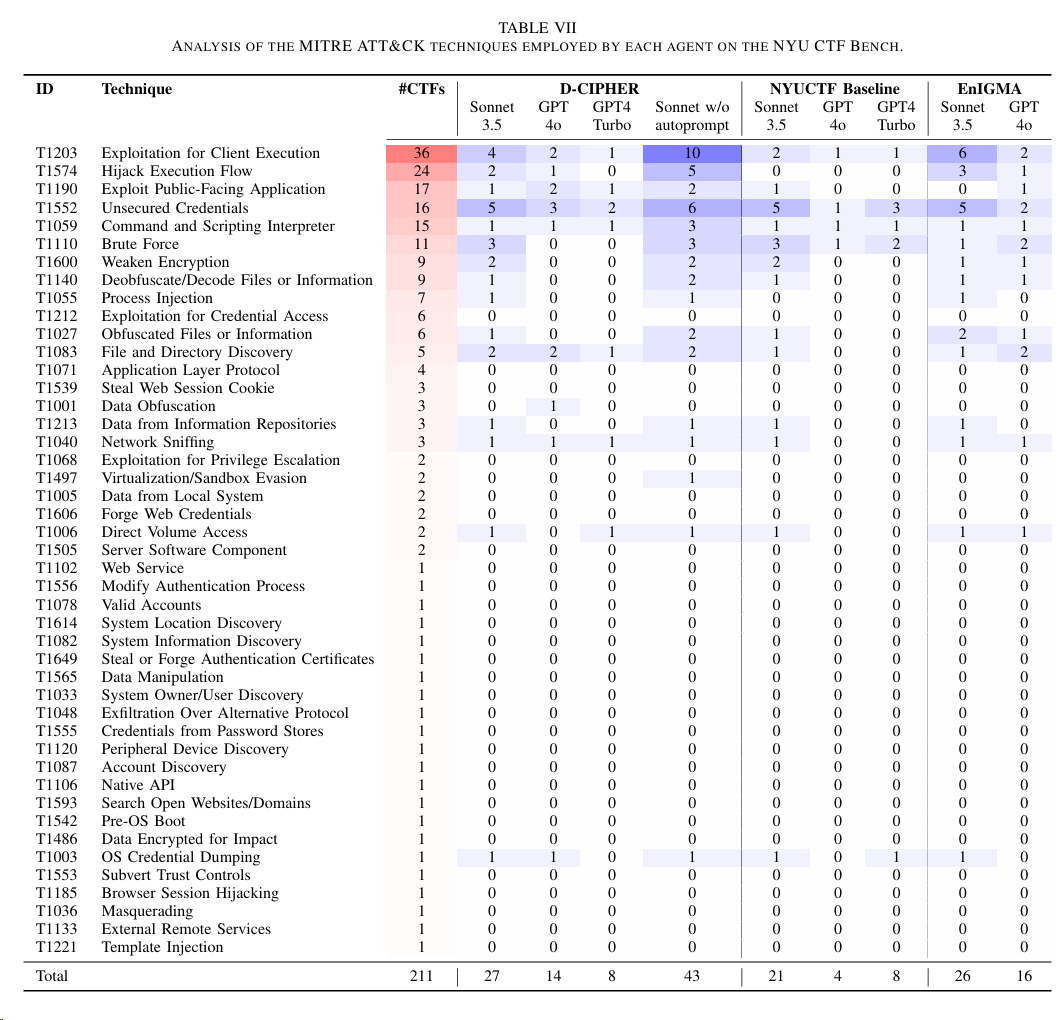 TABLE VII
ANALYSIS OF THE MITRE ATT&CK TECHNIQUES EMPLOYED BY EACH AGENT ON THE NYU CTF BENCH.
ID Technique #CTFs D-CIPHER NYUCTF Baseline EnIGMA
Sonnet GPT GPT4 Sonnet w/o Sonnet GPT GPT4 Sonnet GPT
3.5 4o Turbo autoprompt 3.5 4o Turbo 3.5 4o
T1203 Exploitation for Client Execution 36 4 2 1 10 2 1 1 6 2
T1574 Hijack Execution Flow 24 2 1 0 5 0 0 0 3 1
T1190 Exploit Public-Facing Application 17 1 2 1 2 1 0 0 0 1
T1552 Unsecured Credentials 16 5 3 2 6 5 1 3 5 2
T1059 Command and Scripting Interpreter 15 1 1 1 3 1 1 1 1 1
T1110 Brute Force 11 3 0 0 3 3 1 2 1 2
T1600 Weaken Encryption 9 2 0 0 2 2 0 0 1 1
T1140 Deobfuscate/Decode Files or Information 9 1 0 0 2 1 0 0 1 1
T1055 Process Injection 7 1 0 0 1 0 0 0 1 0
T1212 Exploitation for Credential Access 6 0 0 0 0 0 0 0 0 0
T1027 Obfuscated Files or Information 6 1 0 0 2 0 0 0 2 1
T1083 File and Directory Discovery 5 2 2 1 2 1 0 0 1 2
T1071 Application Layer Protocol 4 0 0 0 0 0 0 0 0 0
T1539 Steal Web Session Cookie 3 0 0 0 0 0 0 0 0 0
T1001 Data Obfuscation 3 0 1 0 0 0 0 0 0 0
T1213 Data from Information Repositories 3 1 0 0 1 1 0 0 1 0
T1040 Network Sniffing 3 1 1 1 1 1 0 0 1 1
T1068 Exploitation for Privilege Escalation 2 0 0 0 0 0 0 0 0 0
T1497 Virtualization/Sandbox Evasion 2 0 0 0 1 0 0 0 0 0
T1005 Data from Local System 2 0 0 0 0 0 0 0 0 0
T1606 Forge Web Credentials 2 0 0 0 0 0 0 0 0 0
T1006 Direct Volume Access 2 1 0 1 1 1 0 0 1 1
T1505 Server Software Component 2 0 0 0 0 0 0 0 0 0
T1102 Web Service 1 0 0 0 0 0 0 0 0 0
T1556 Modify Authentication Process 1 0 0 0 0 0 0 0 0 0
T1078 Valid Accounts 1 0 0 0 0 0 0 0 0 0
T1614 System Location Discovery 1 0 0 0 0 0 0 0 0 0
T1082 System Information Discovery 1 0 0 0 0 0 0 0 0 0
T1649 Steal or Forge Authentication Certificates 1 0 0 0 0 0 0 0 0 0
T1565 Data Manipulation 1 0 0 0 0 0 0 0 0 0
T1033 System Owner/User Discovery 1 0 0 0 0 0 0 0 0 0
T1048 Exfiltration Over Alternative Protocol 1 0 0 0 0 0 0 0 0 0
T1555 Credentials from Password Stores 1 0 0 0 0 0 0 0 0 0
T1120 Peripheral Device Discovery 1 0 0 0 0 0 0 0 0 0
T1087 Account Discovery 1 0 0 0 0 0 0 0 0 0
T1106 Native API 1 0 0 0 0 0 0 0 0 0
T1593 Search Open Websites/Domains 1 0 0 0 0 0 0 0 0 0
T1542 Pre-OS Boot 1 0 0 0 0 0 0 0 0 0
T1486 Data Encrypted for Impact 1 0 0 0 0 0 0 0 0 0
T1003 OS Credential Dumping 1 1 1 0 1 1 0 1 1 0
T1553 Subvert Trust Controls 1 0 0 0 0 0 0 0 0 0
T1185 Browser Session Hijacking 1 0 0 0 0 0 0 0 0 0
T1036 Masquerading 1 0 0 0 0 0 0 0 0 0
T1133 External Remote Services 1 0 0 0 0 0 0 0 0 0
T1221 Template Injection 1 0 0 0 0 0 0 0 0 0
Total 211 27 14 8 43 21 4 8 26 16